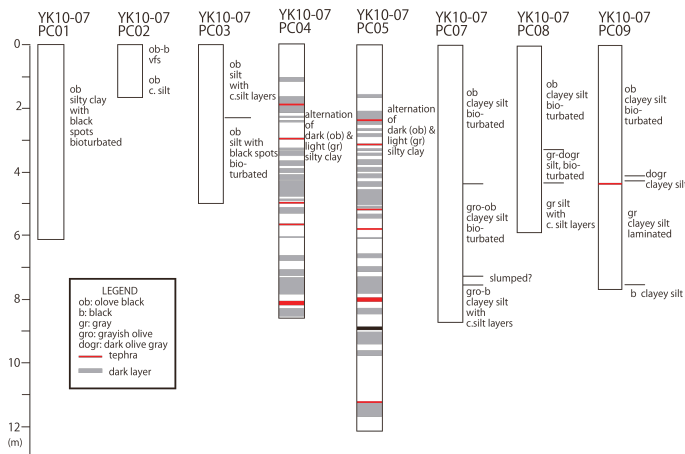 YK10-07
PC01
YK10-07
PC02
YK10-07
PC03
YK10-07
PC04
YK10-07
PC05
YK10-07
PC07
YK10-07
PC08
YK10-07
PC09
0
2
4
6
8
10
12
(m)
ob
silty clay
with
black
spots
bioturbated
ob-b
vfs
ob
c. silt
ob
silt
with
c.silt layers
ob
silt with
black spots
bio-
turbated
alternation
of
dark (ob) &
light (gr)
silty clay
alternation
of
dark (ob) &
light (gr)
silty clay
ob
clayey silt
bio-
turbated
gro-ob
clayey silt
bio-
turbated
slumped?
gro-b
clayey silt
with
c.silt layers
ob
clayey silt
bio-
turbated
gr-dogr
silt, bio-
turbated
gr silt
with
c. silt layers
ob
clayey silt
bio-
turbated
dogr
clayey sil
gr
clayey silt
laminated
b clayey silt
LEGEND
ob: olove black
b: black
gr: gray
gro: grayish olive
dogr: dark olive gray
tephra
dark layer